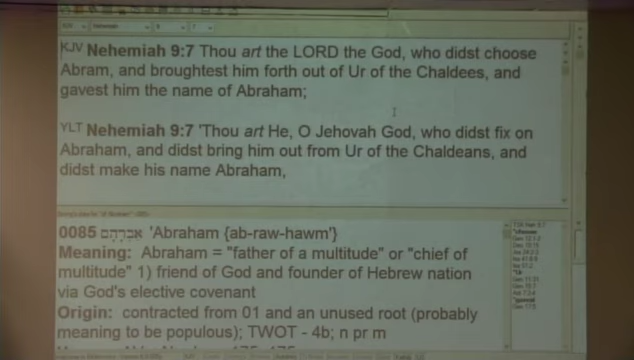 KJV Nehemiah 9:7 Thou art the LORD the God, who didst choose
Abram, and broughtest him forth out of Ur of the Chaldees, and
gavest him the name of Abraham;
YLT Nehemiah 9:7 'Thou art He, O Jehovah God, who didst fix on
Abraham, and didst bring him out from Ur of the Chaldeans, and
didst make his name Abraham,
0085 אברהם 'Abraham {ab-raw-hawm'}
Meaning: Abraham = "father of a multitude" or "chief of
multitude" 1) friend of God and founder of Hebrew nation
via God's elective covenant
Origin: contracted from 01 and an unused root (probably
meaning to be populous); TWOT - 4b; n pr m